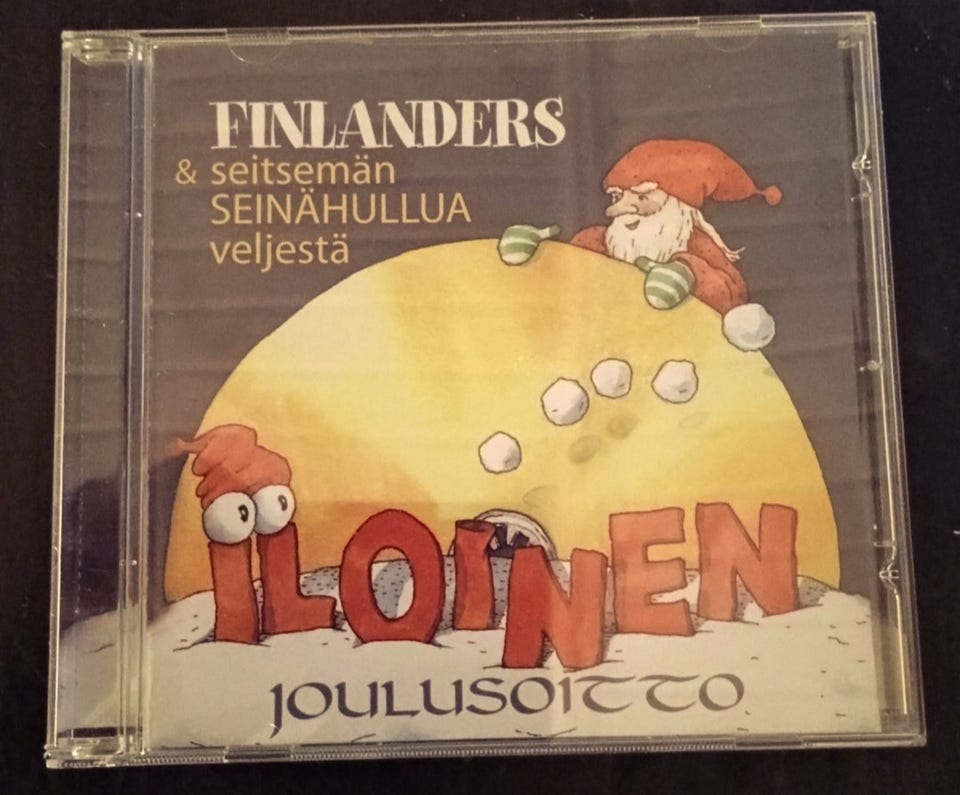 FINLANDERS
& seitsemän
SEINÄHULLUA
veljestä
ILOINEN
JOULUSOITTO